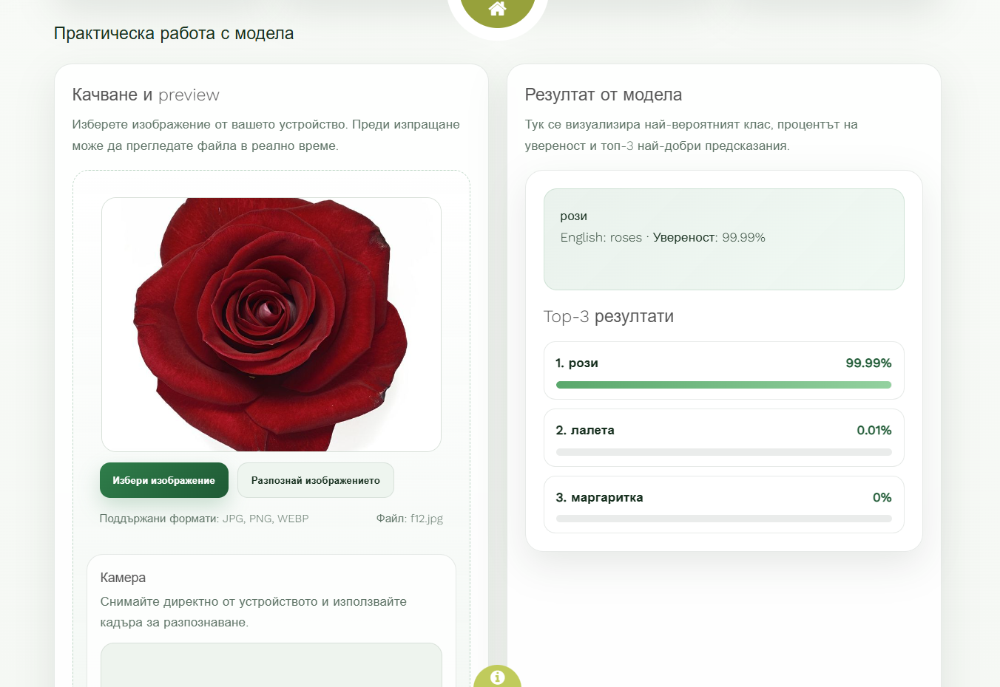 Практическа работа с модела
Качване и preview
Изберете изображение от вашето устройство. Преди изпращане
може да прегледате файла в реално време.
Избери изображение
Разпознай изображението
Поддържани формати: JPG, PNG, WEBP
Файл: f12.jpg
Камера
Снимайте директно от устройството и използвайте
кадъра за разпознаване.
Резултат от модела
Тук се визуализира най-вероятният клас, процентът на
увереност и топ-3 най-добри предсказания.
рози
English: roses · Увереност: 99.99%
Top-3 резултати
1. рози 99.99%
2. лалета 0.01%
3. маргаритка 0%